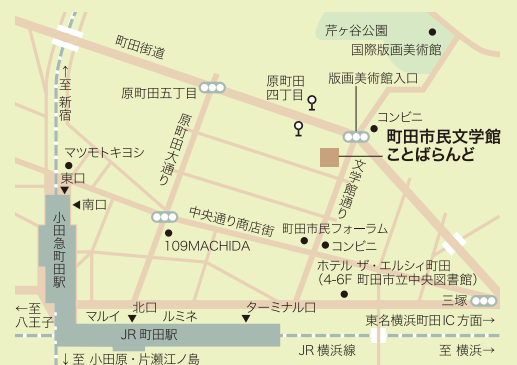 芹ヶ谷公園
国際版画美術館
町田街道
←至 新宿
原町田五丁目
原町田
四丁目
版画美術館入口
コンビニ
町田市民文学館
ことばらんど
原町田大通り
文学館通り
マツモトキヨシ
東口
南口
小田急町田駅
中央通り商店街
109MACHIDA
町田市民フォーラム
コンビニ
ホテル ザ・エルシィ町田
(4-6F 町田市立中央図書館)
三塚
←至
八王子
マルイ
北口
ルミネ
ターミナル口
東名横浜町田IC方面→
JR町田駅
JR横浜線
至 横浜→
↓至 小田原・片瀬江ノ島